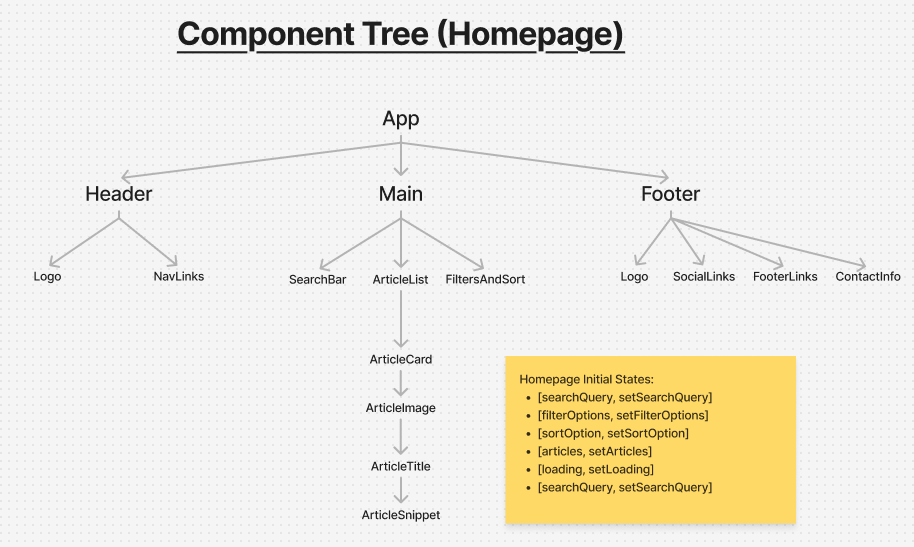 Component Tree (Homepage)
App
Header
Main
Footer
Logo
NavLinks
SearchBar
ArticleList
FiltersAndSort
Logo
SocialLinks
FooterLinks
ContactInfo
ArticleCard
ArticleImage
ArticleTitle
ArticleSnippet
Homepage Initial States:
• [searchQuery, setSearchQuery]
• [filterOptions, setFilterOptions]
• [sortOption, setSortOption]
• [articles, setArticles]
• [loading, setLoading]
• [searchQuery, setSearchQuery]